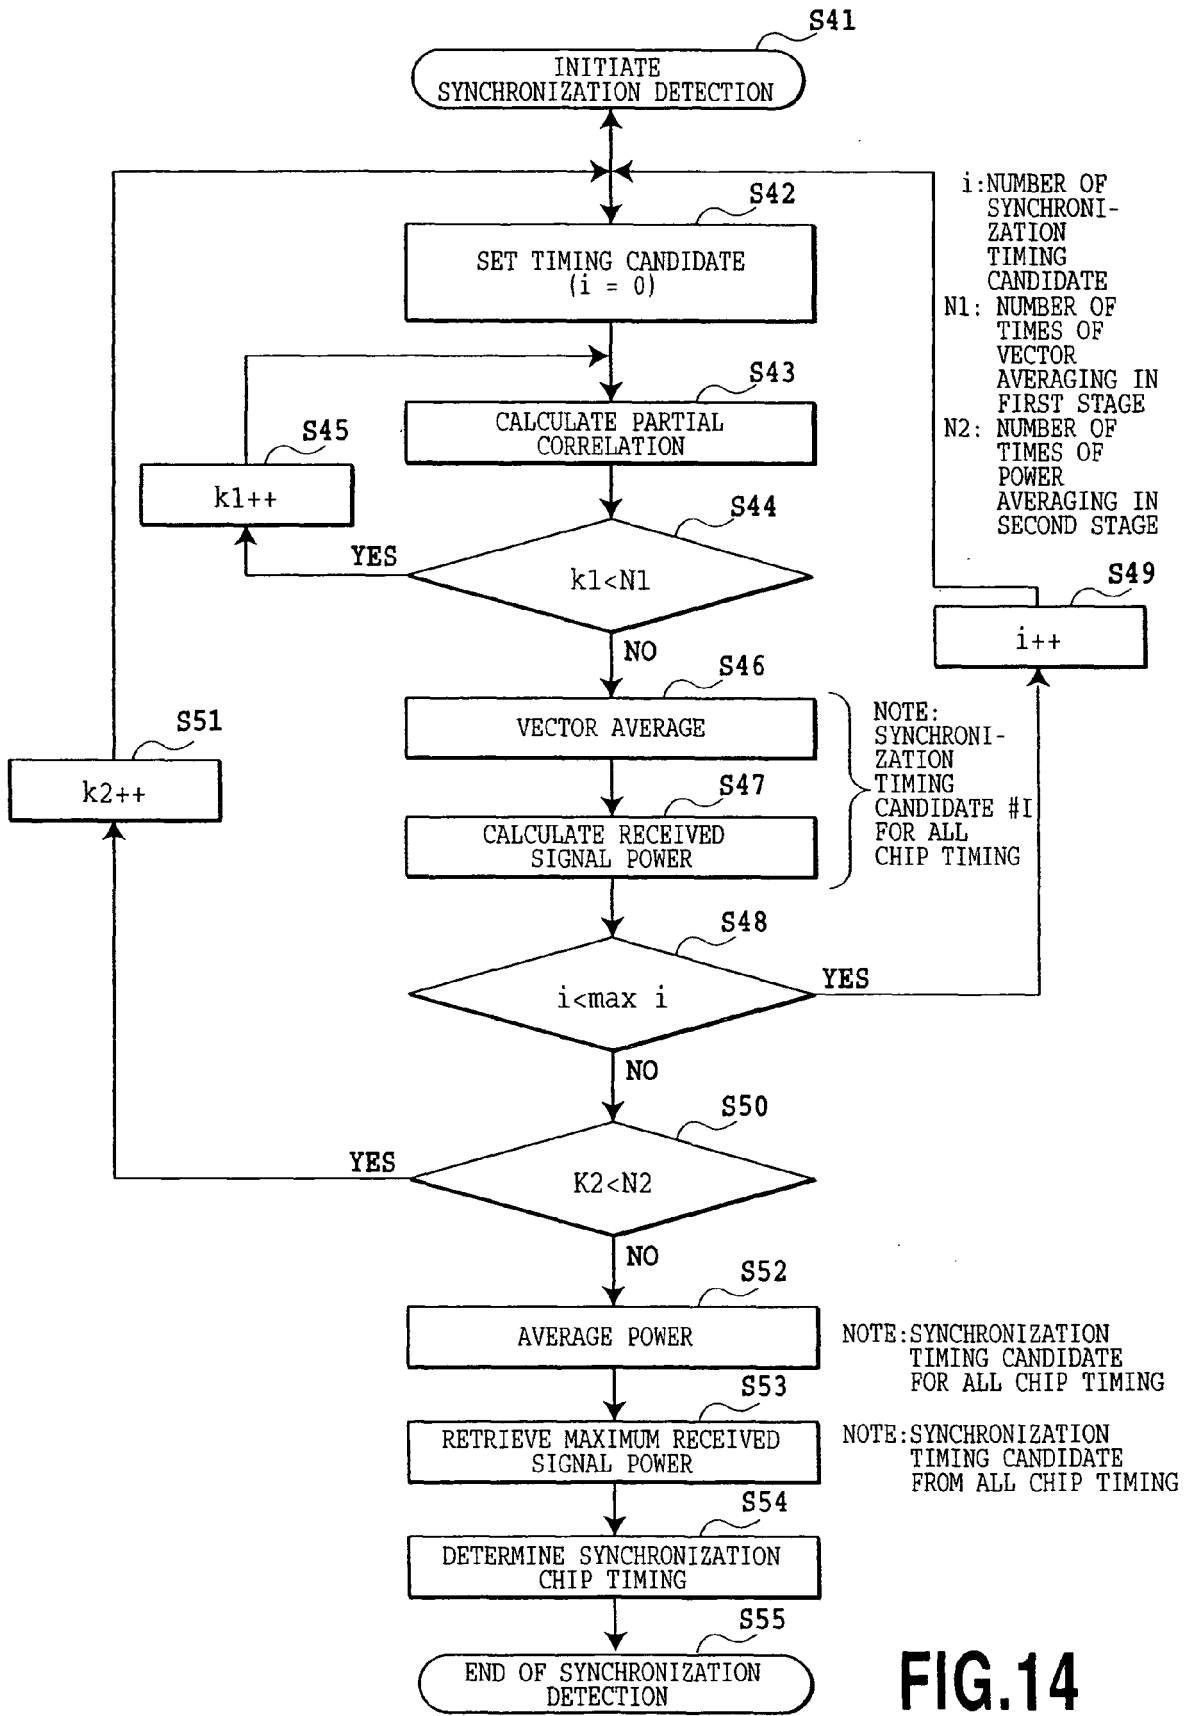 S41
INITIATE
SYNCHRONIZATION DETECTION
S42
SET TIMING CANDIDATE
(i = 0)
i:NUMBER OF
SYNCHRONI-
ZATION
TIMING
CANDIDATE
N1: NUMBER OF
TIMES OF
VECTOR
AVERAGING IN
FIRST STAGE
N2: NUMBER OF
TIMES OF
POWER
AVERAGING IN
SECOND STAGE
S43
CALCULATE PARTIAL
CORRELATION
S45
k1++
S44
YES
k1<N1
NO
S49
i++
S46
VECTOR AVERAGE
S47
CALCULATE RECEIVED
SIGNAL POWER
NOTE:
SYNCHRONI-
ZATION
TIMING
CANDIDATE #I
FOR ALL
CHIP TIMING
S51
k2++
S48
i<max i
YES
NO
S50
YES
K2<N2
NO
S52
AVERAGE POWER
NOTE:SYNCHRONIZATION
TIMING CANDIDATE
FOR ALL CHIP TIMING
S53
RETRIEVE MAXIMUM RECEIVED
SIGNAL POWER
NOTE:SYNCHRONIZATION
TIMING CANDIDATE
FROM ALL CHIP TIMING
S54
DETERMINE SYNCHRONIZATION
CHIP TIMING
S55
END OF SYNCHRONIZATION
DETECTION
FIG.14